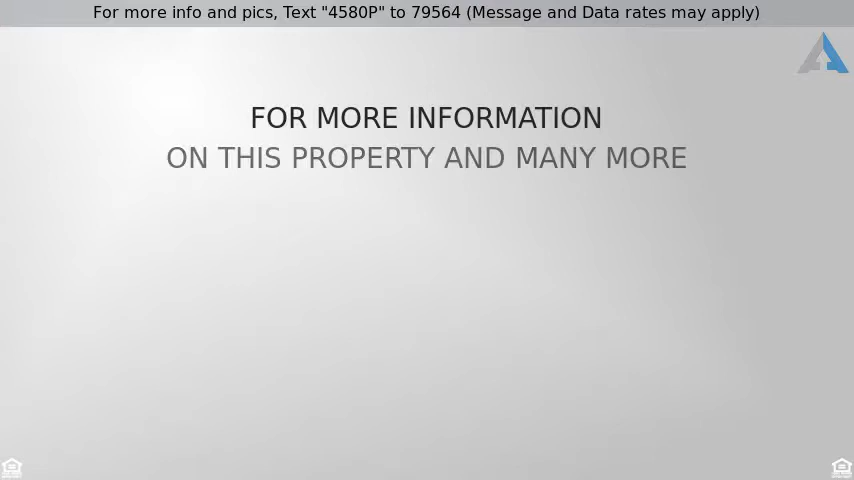 For more info and pics, Text "4580P" to 79564 (Message and Data rates may apply)
FOR MORE INFORMATION
ON THIS PROPERTY AND MANY MORE